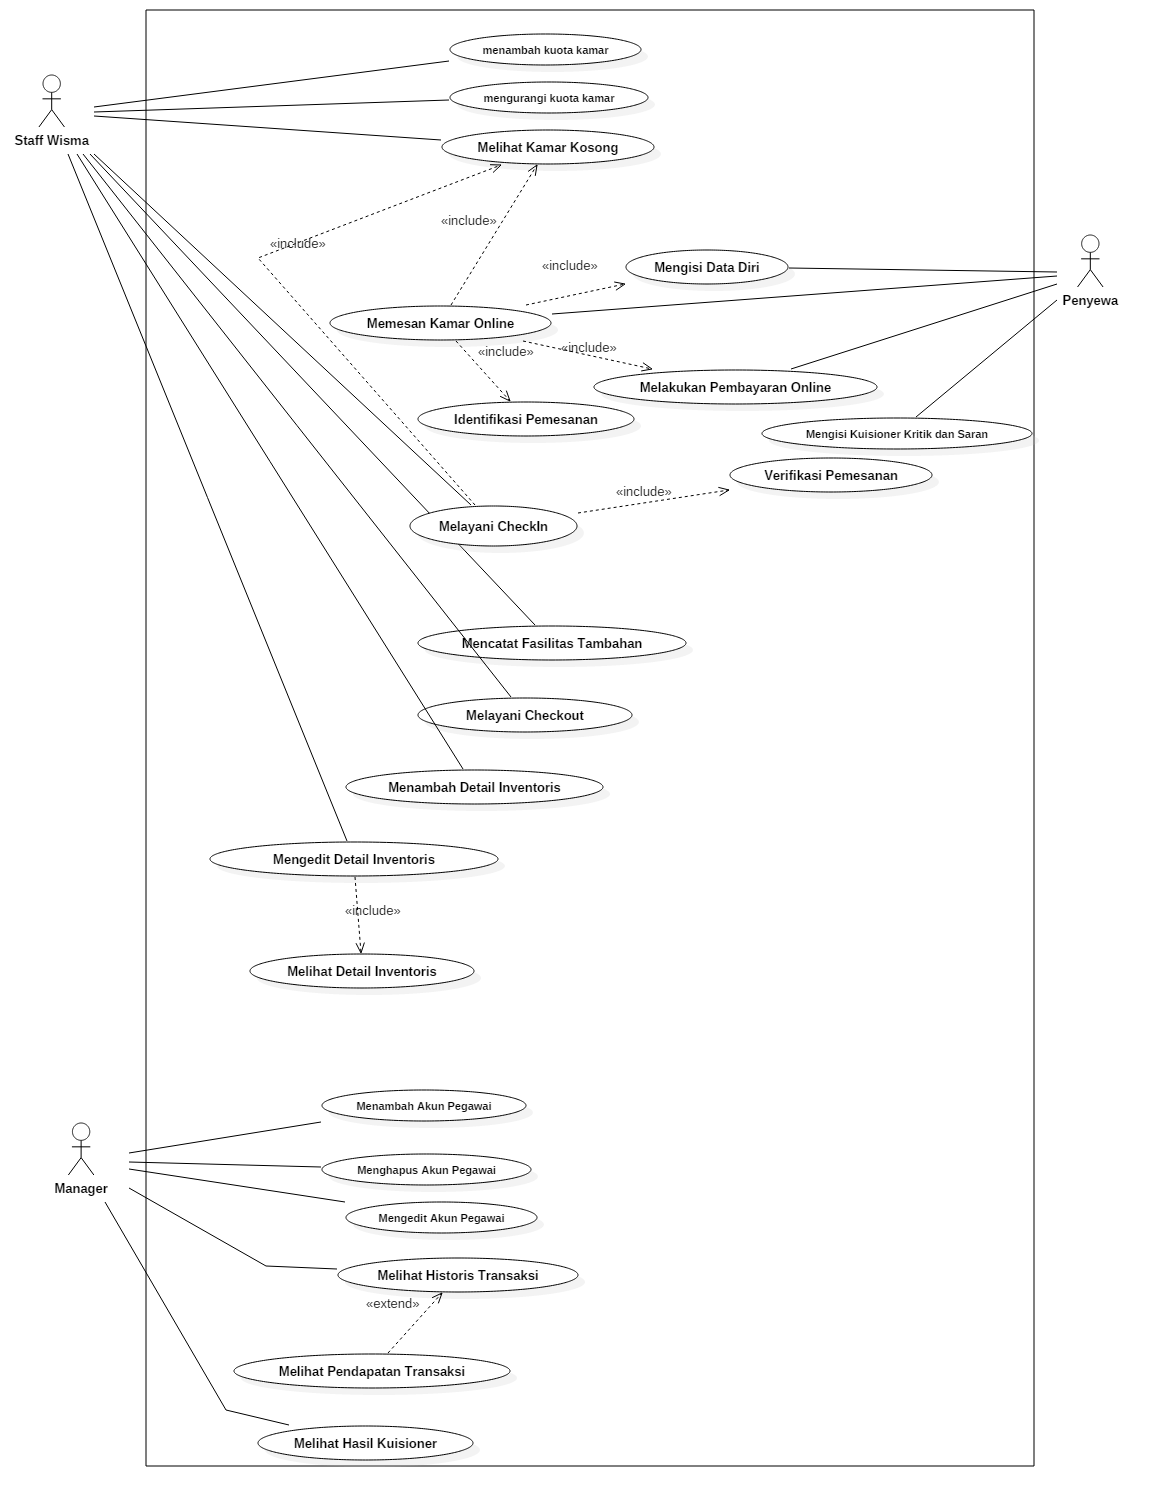 menambah kuota kamar
mengurangi kuota kamar
Staff Wisma
Melihat Kamar Kosong
«include»
«include»
«include»
Mengisi Data Diri
Penyewa
Memesan Kamar Online
«include»
«include»
Melakukan Pembayaran Online
Identifikasi Pemesanan
Mengisi Kuisioner Kritik dan Saran
Verifikasi Pemesanan
«include»
Melayani CheckIn
Mencatat Fasilitas Tambahan
Melayani Checkout
Menambah Detail Inventoris
Mengedit Detail Inventoris
«include»
Melihat Detail Inventoris
Menambah Akun Pegawai
Menghapus Akun Pegawai
Manager
Mengedit Akun Pegawai
Melihat Historis Transaksi
«extend»
Melihat Pendapatan Transaksi
Melihat Hasil Kuisioner